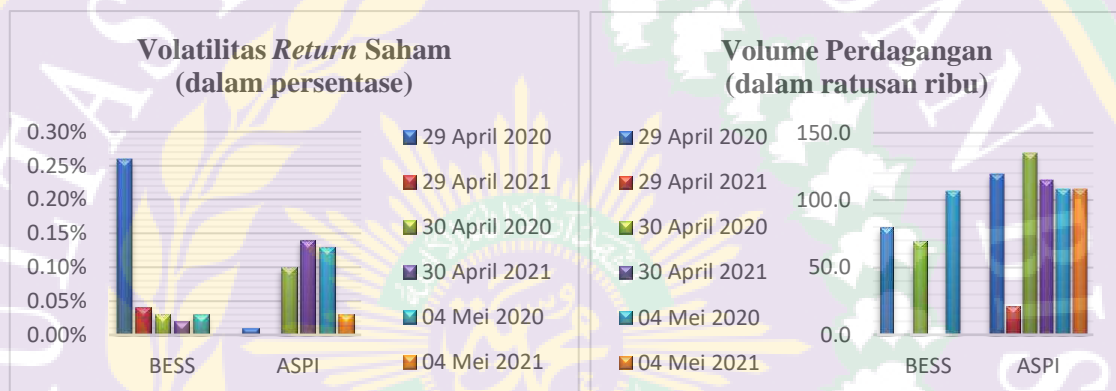 Volatilitas Return Saham
(dalam persentase)
0.30%
0.25%
0.20%
0.15%
0.10%
0.05%
0.00%
BESS
ASPI
29 April 2020
29 April 2021
30 April 2020
30 April 2021
04 Mei 2020
04 Mei 2021
Volume Perdagangan
(dalam ratusan ribu)
29 April 2020
29 April 2021
30 April 2020
30 April 2021
04 Mei 2020
04 Mei 2021
150.0
100.0
50.0
0.0
BESS
ASPI